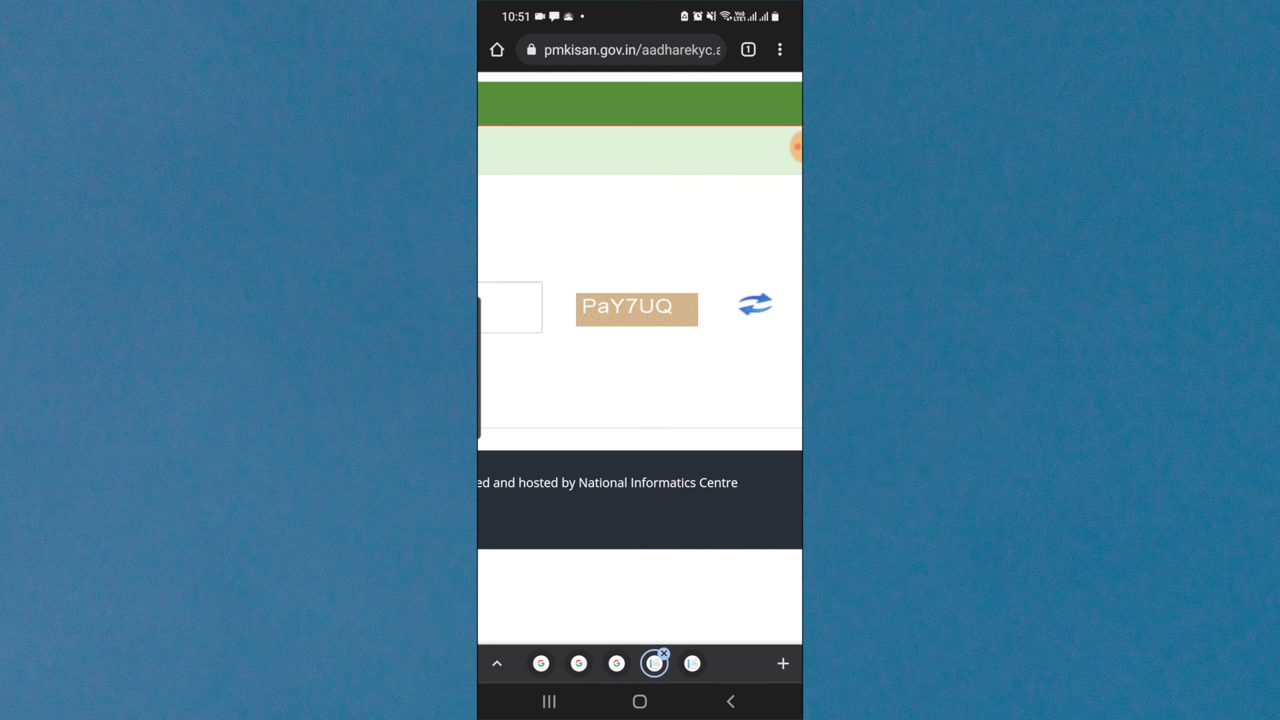 10:51
pmkisan.gov.in/aadharekyc.a
1
PaY7UQ
ed and hosted by National Informatics Centre